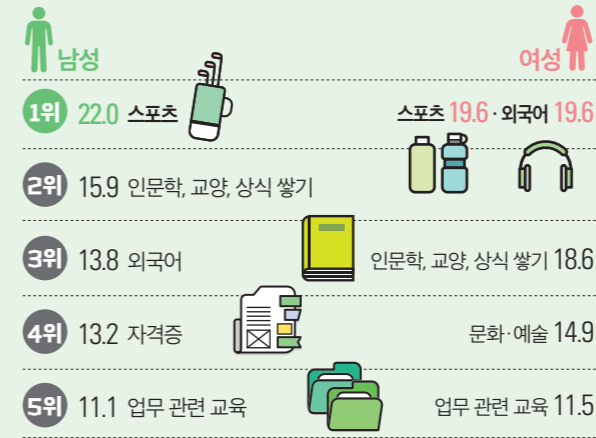 남성
여성
1위 22.0 스포츠
스포츠 19.6 · 외국어 19.6
2위 15.9 인문학, 교양, 상식 쌓기
3위 13.8 외국어
인문학, 교양, 상식 쌓기 18.6
4위 13.2 자격증
문화·예술 14.9
5위 11.1 업무 관련 교육
업무 관련 교육 11.5